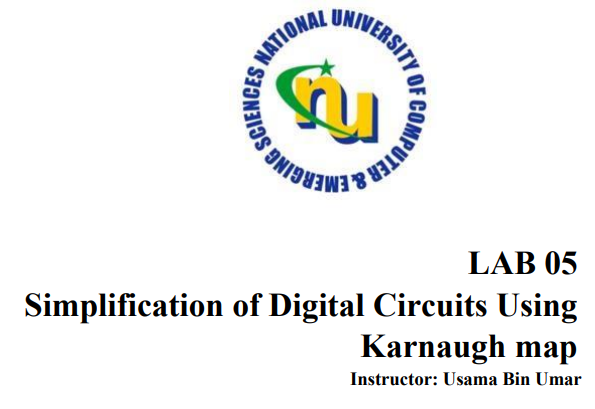 NATIONAL UNIVERSITY OF COMPUTER & EMERGING SCIENCES
nu
LAB 05
Simplification of Digital Circuits Using
Karnaugh map
Instructor: Usama Bin Umar